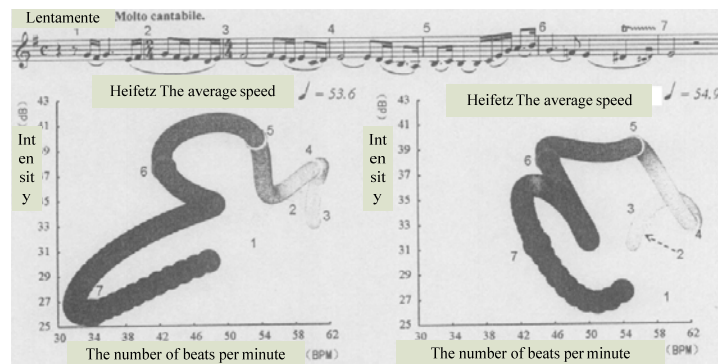 Lentamente Molto cantabile.
1 2 3 4 5 6 7
Heifetz The average speed = 53.6
43
(dB)
Int
en
sit
y
39
37
35
33
31
29
27
25
30 34 38 42 46 50 54 58 62
(BPM)
The number of beats per minute
5
4
6
2
3
1
7
Heifetz The average speed = 54.9
43
(dB)
Int
en
sit
y
41
39
37
35
33
31
29
27
25
30 34 38 42 46 50 54 58 62
(BPM)
The number of beats per minute
5
6
3
4
2
7
1